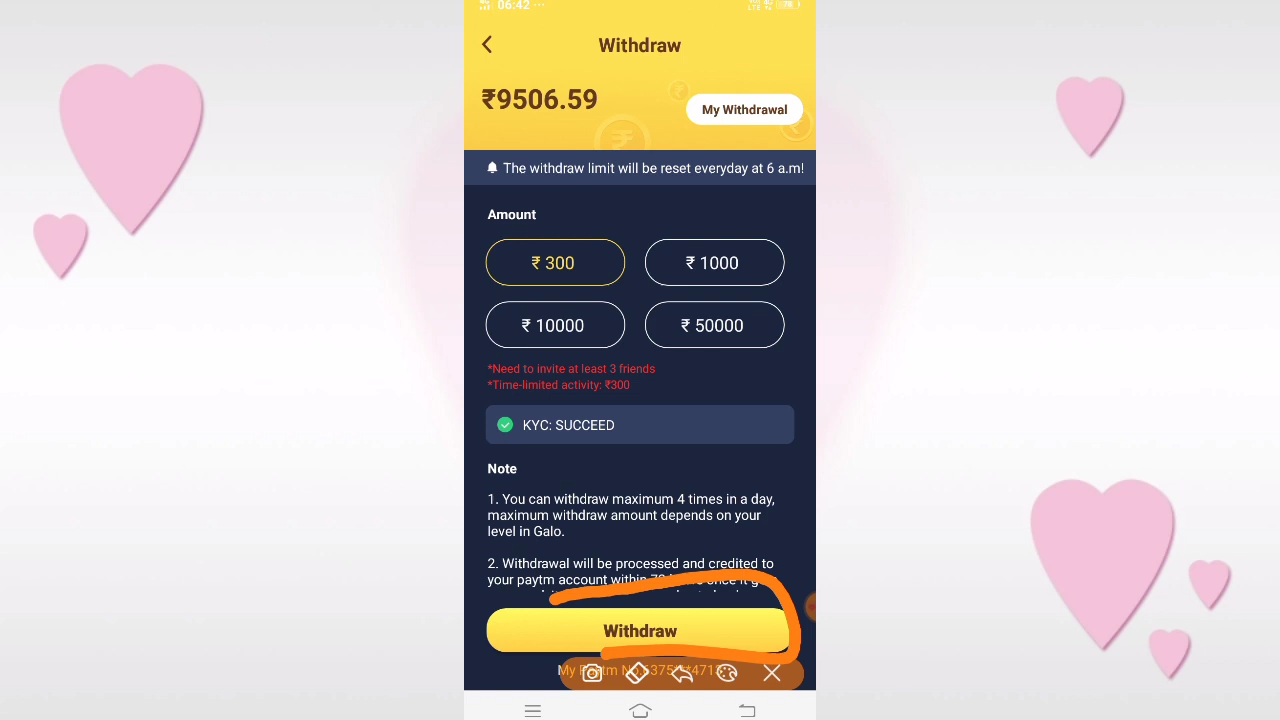 06:42 ...
Withdraw
₹9506.59
My Withdrawal
The withdraw limit will be reset everyday at 6 a.m!
Amount
₹ 300
₹ 1000
₹ 10000
₹ 50000
*Need to invite at least 3 friends
*Time-limited activity: ₹300
KYC: SUCCEED
Note
1. You can withdraw maximum 4 times in a day,
maximum withdraw amount depends on your
level in Galo.
2. Withdrawal will be processed and credited to
your paytm account within
Withdraw
My Paytm No.